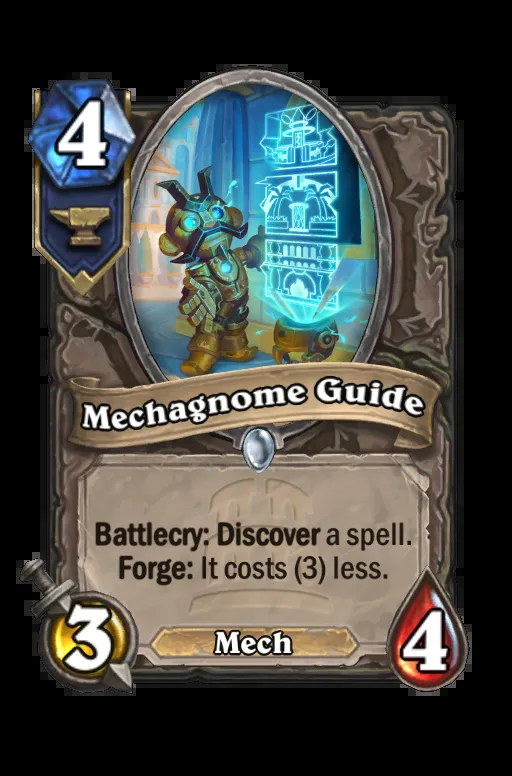 4
Mechagnome Guide
Battlecry: Discover a spell.
Forge: It costs (3) less.
3
Mech
4